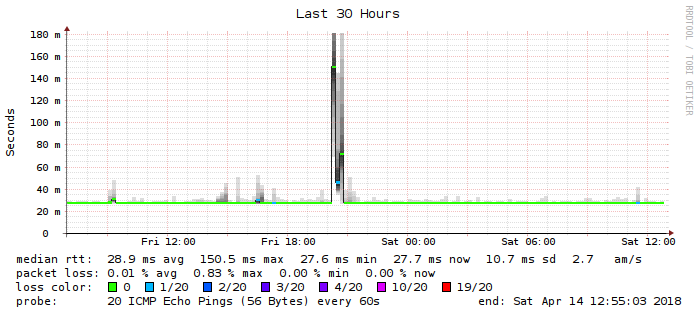 Last 30 Hours
RRDTOOL / TOBI OETIKER
Seconds
180 m
160 m
140 m
120 m
100 m
80 m
60 m
40 m
20 m
0
Fri 12:00 Fri 18:00 Sat 00:00 Sat 06:00 Sat 12:00
median rtt: 28.9 ms avg 150.5 ms max 27.6 ms min 27.7 ms now 10.7 ms sd 2.7 am/s
packet loss: 0.01 % avg 0.83 % max 0.00 % min 0.00 % now
loss color: 0 1/20 2/20 3/20 4/20 10/20 19/20
probe: 20 ICMP Echo Pings (56 Bytes) every 60s end: Sat Apr 14 12:55:03 2018